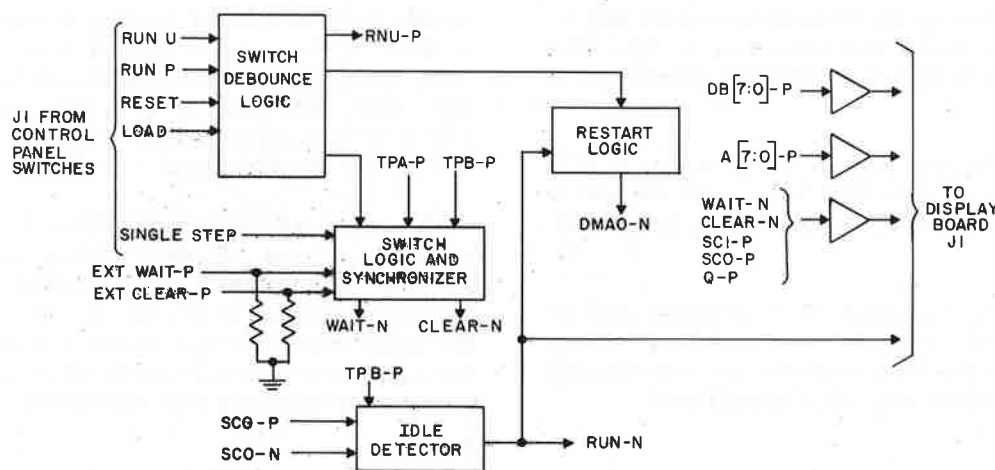 RUN U
RUN P
RESET
LOAD
JI FROM
CONTROL
PANEL
SWITCHES
SWITCH
DEBOUNCE
LOGIC
RNU-P
RESTART
LOGIC
DMAO-N
TPA-P
TPB-P
SINGLE STEP
EXT WAIT-P
EXT CLEAR-P
SWITCH
LOGIC AND
SYNCHRONIZER
WAIT-N
CLEAR-N
DB[7:0]-P
A[7:0]-P
WAIT-N
CLEAR-N
SCI-P
SCO-P
Q-P
TO
DISPLAY
BOARD
JI
TPB-P
SCO-P
SCO-N
IDLE
DETECTOR
RUN-N